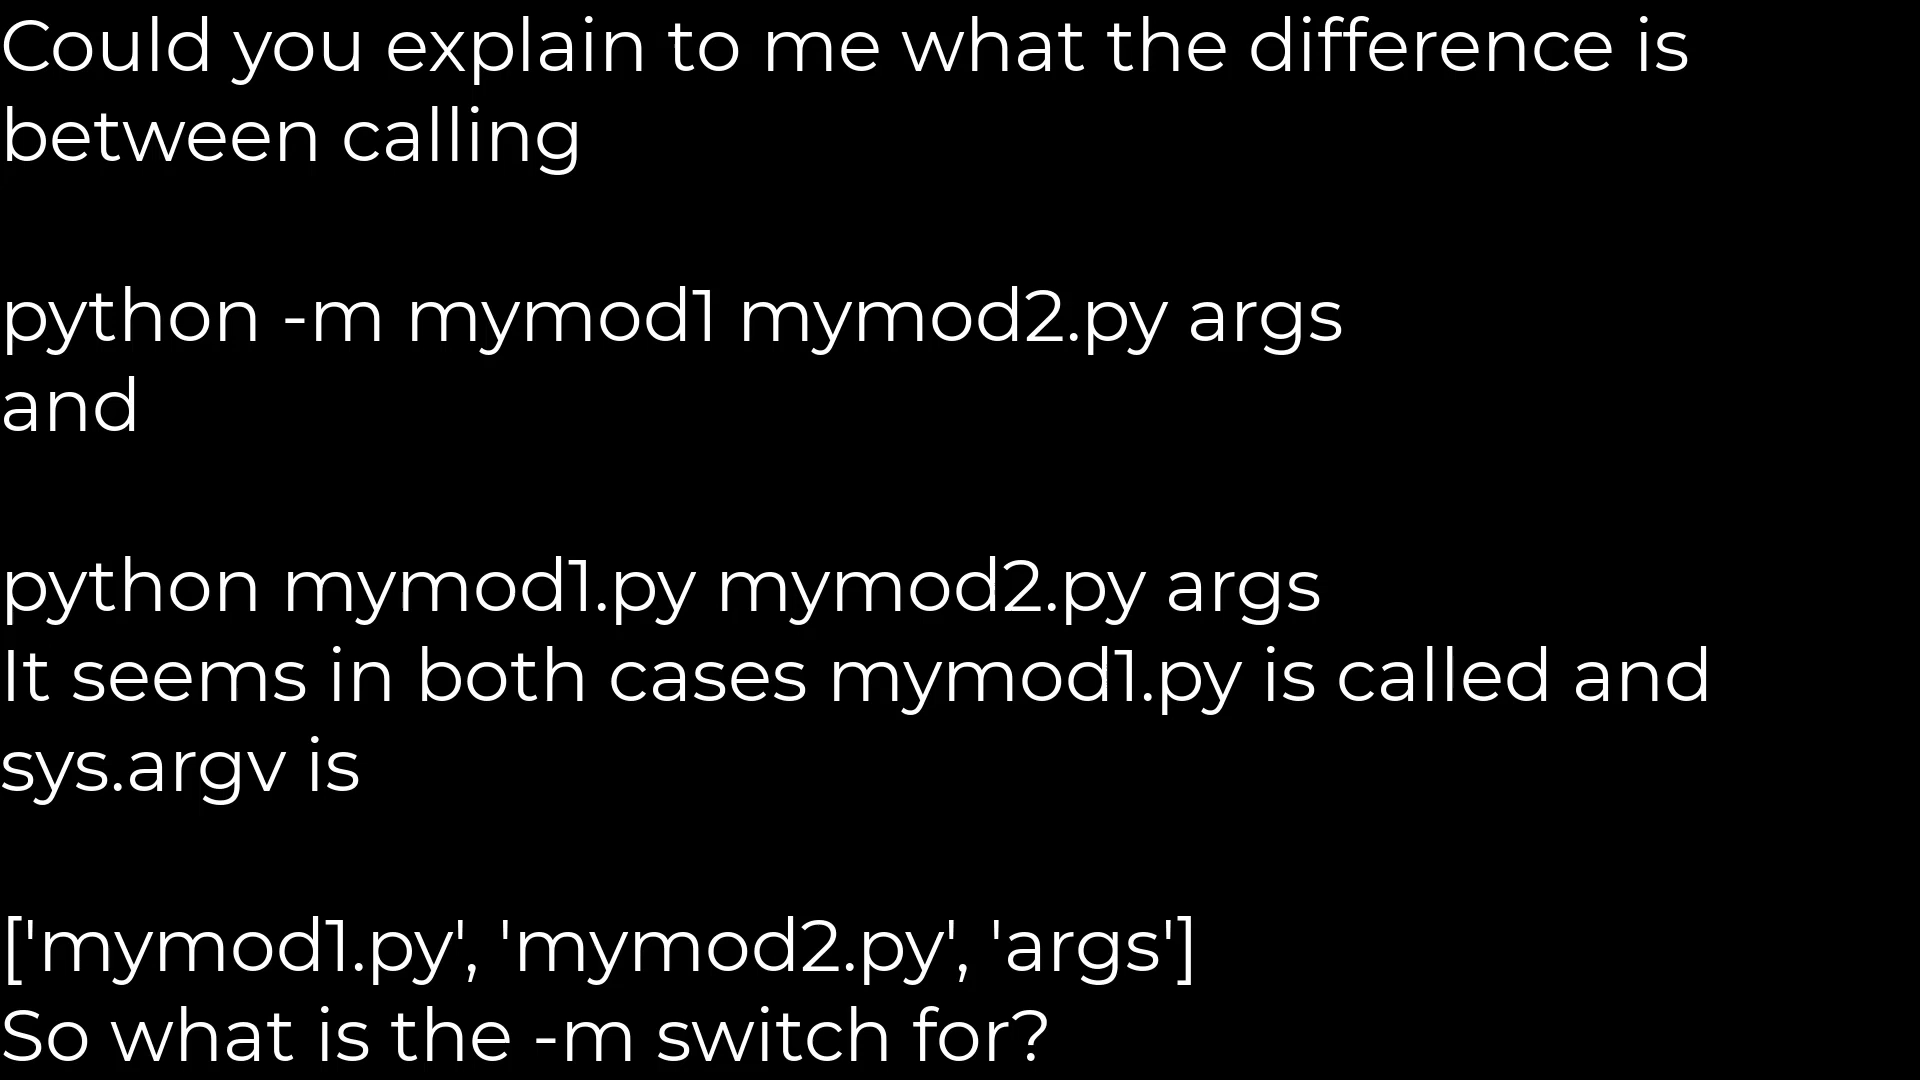 Could you explain to me what the difference is
between calling
python -m mymod1 mymod2.py args
and
python mymod1.py mymod2.py args
It seems in both cases mymod1.py is called and
sys.argv is
['mymod1.py', 'mymod2.py', 'args']
So what is the -m switch for?